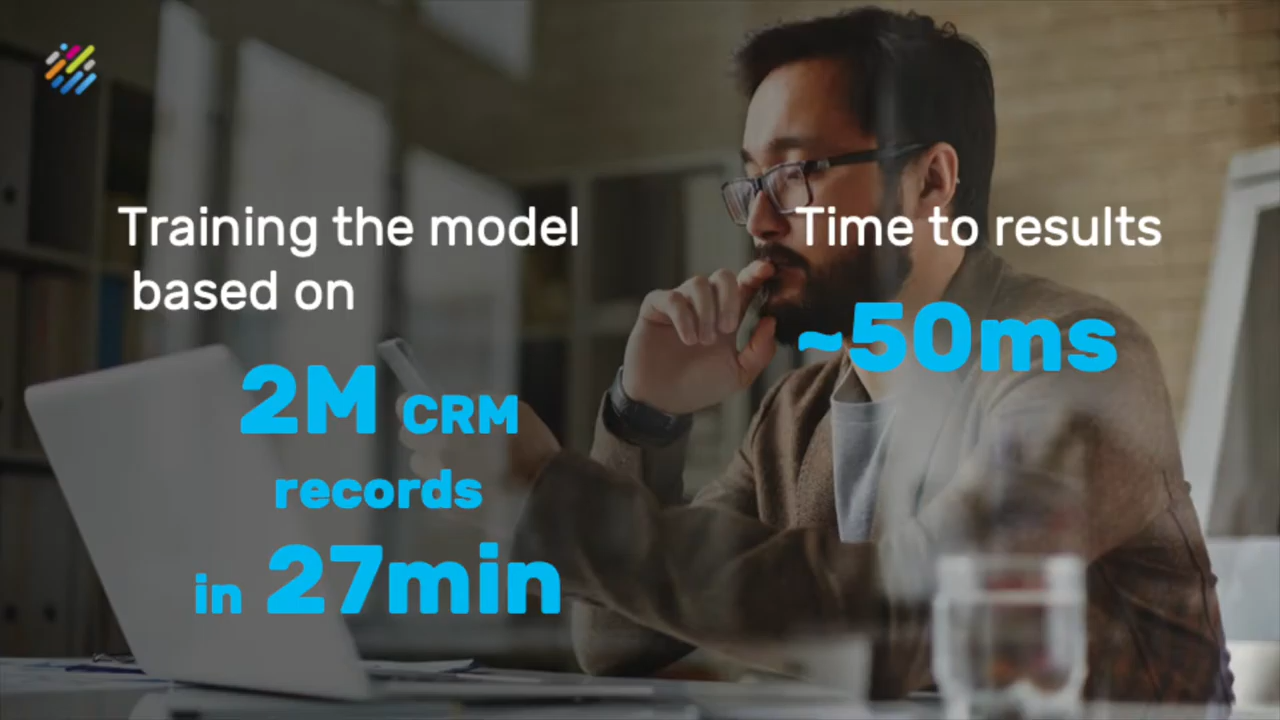 Training the model
based on
2M CRM
records
in 27min
Time to results
~50ms